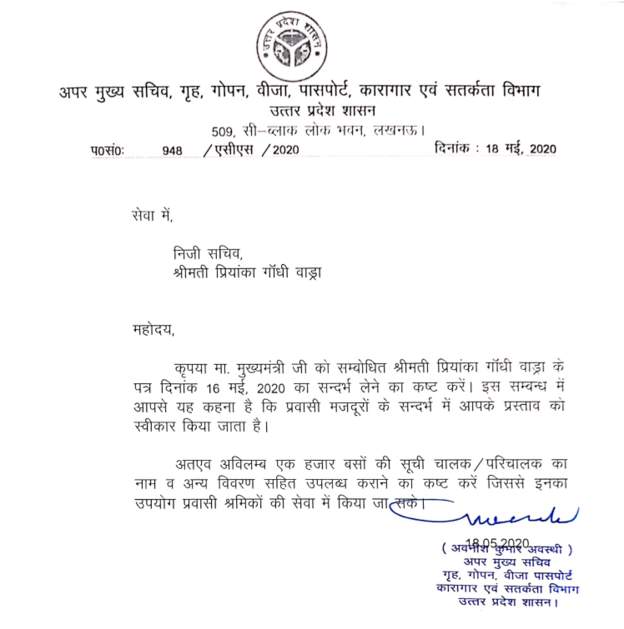 उत्तर प्रदेश शासन
अपर मुख्य सचिव, गृह, गोपन, वीजा, पासपोर्ट, कारागार एवं सतर्कता विभाग
उत्तर प्रदेश शासन
509, सी-ब्लाक लोक भवन, लखनऊ।
प0सं0: 948 /एसीएस /2020 दिनांक : 18 मई, 2020
सेवा में,
निजी सचिव,
श्रीमती प्रियंका गॉधी वाड्रा
महोदय,
कृपया मा. मुख्यमंत्री जी को सम्बोधित श्रीमती प्रियंका गॉधी वाड्रा के
पत्र दिनांक 16 मई, 2020 का सन्दर्भ लेने का कष्ट करें। इस सम्बन्ध में
आपसे यह कहना है कि प्रवासी मजदूरों के सन्दर्भ में आपके प्रस्ताव को
स्वीकार किया जाता है।
अतएव अविलम्ब एक हजार बसों की सूची चालक/परिचालक का
नाम व अन्य विवरण सहित उपलब्ध कराने का कष्ट करें जिससे इनका
उपयोग प्रवासी श्रमिकों की सेवा में किया जा सके।
18.05.2020
( अवनीश कुमार अवस्थी )
अपर मुख्य सचिव
गृह, गोपन, वीजा पासपोर्ट
कारागार एवं सतर्कता विभाग
उत्तर प्रदेश शासन।